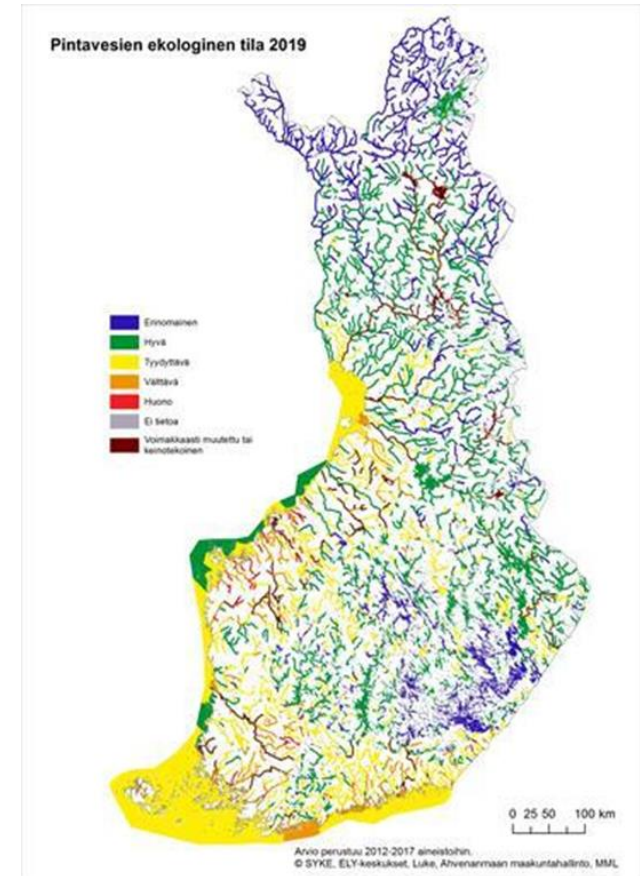 Pintavesien ekologinen tila 2019
Erinomainen
Hyvä
Tyydyttävä
Välttävä
Huono
Ei tietoa
Voimakkaasti muutettu tai
keinotekoinen
0 25 50 100 km
Arvio perustuu 2012-2017 aineistoihin.
© SYKE, ELY-keskukset, Luke, Ahvenanmaan maakuntahallinto, MML